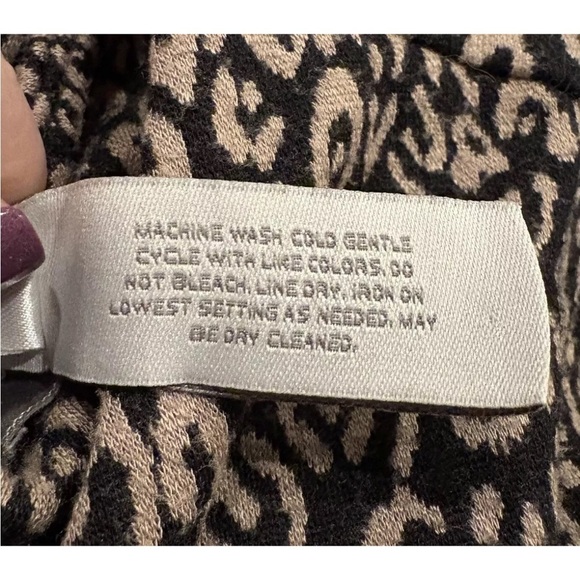 MACHINE WASH COLD GENTLE
CYCLE WITH LIKE COLORS. DO
NOT BLEACH. LINE DRY. IRON ON
LOWEST SETTING AS NEEDED. MAY
BE DRY CLEANED.